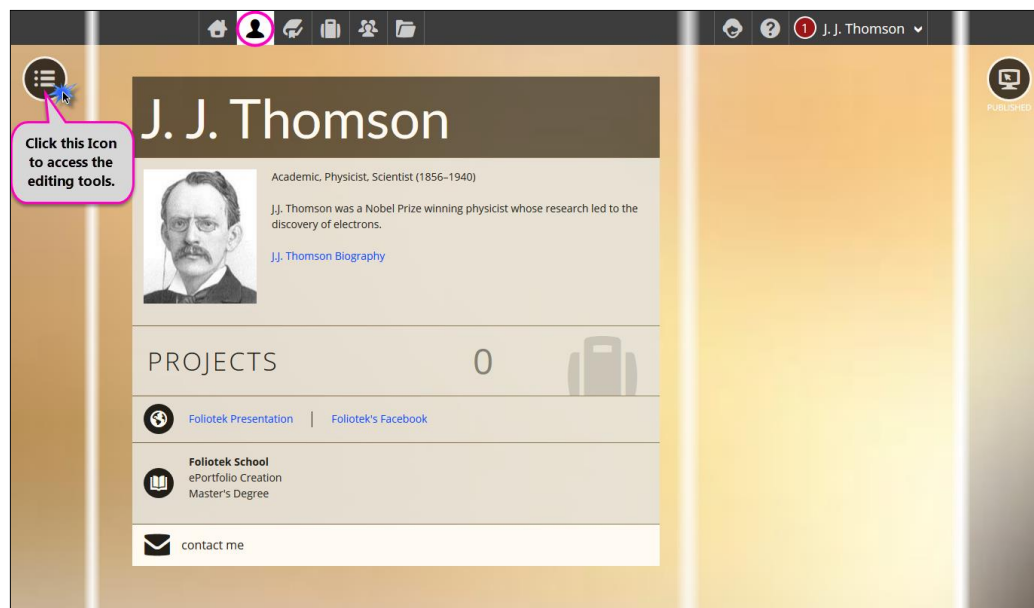 1 J. J. Thomson
PUBLISHED
Click this Icon
to access the
editing tools.
J. J. Thomson
Academic, Physicist, Scientist (1856–1940)
J.J. Thomson was a Nobel Prize winning physicist whose research led to the
discovery of electrons.
J.J. Thomson Biography
PROJECTS 0
Foliotek Presentation | Foliotek's Facebook
Foliotek School
ePortfolio Creation
Master's Degree
contact me